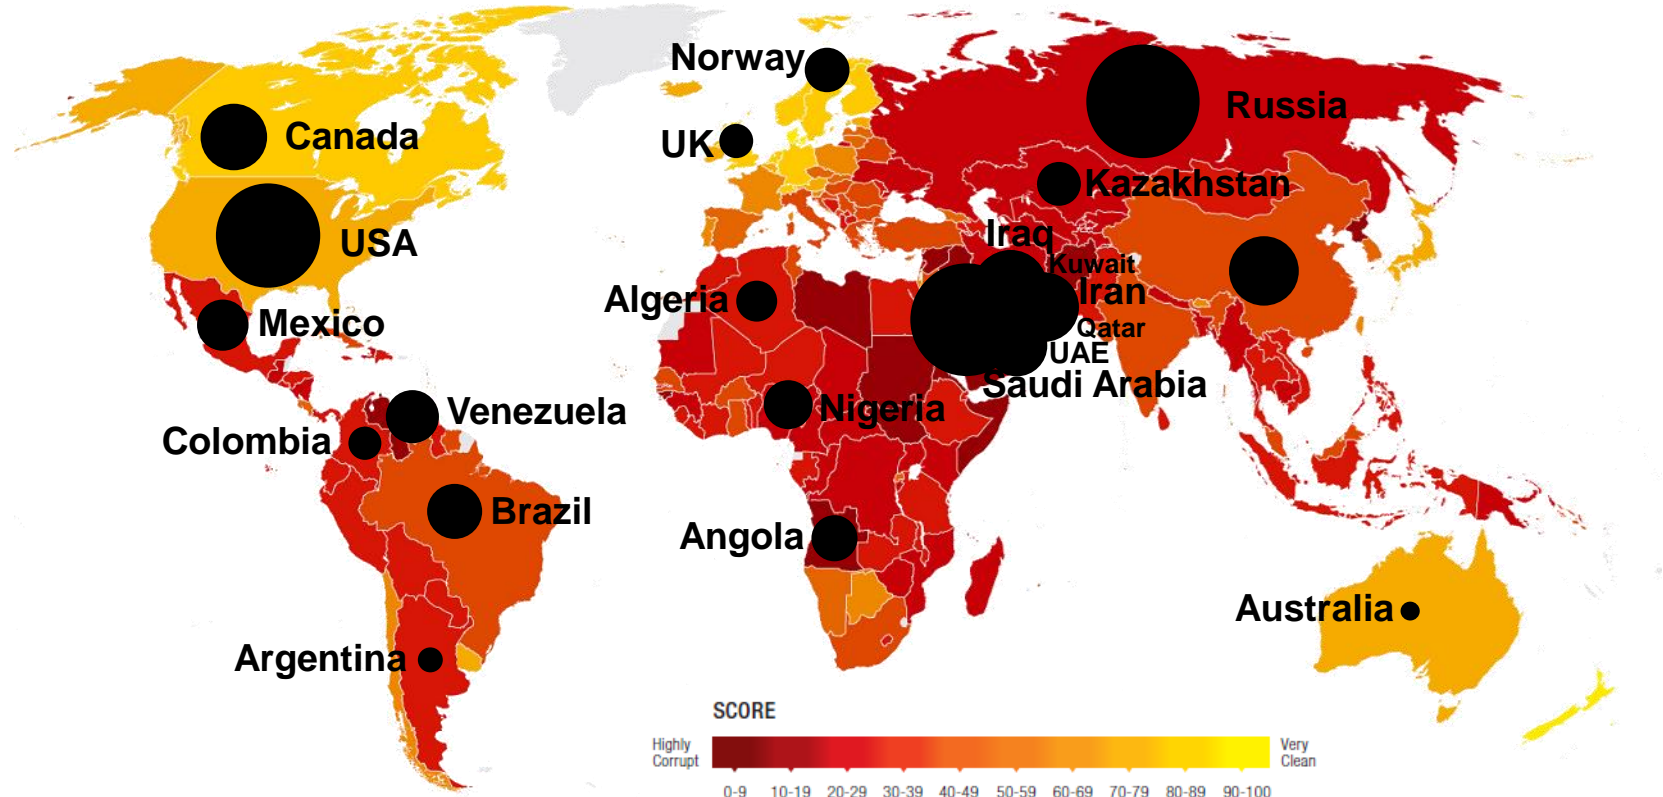 Norway
Canada
UK
Russia
Kazakhstan
USA
Iraq
Kuwait
Algeria
Iran
Mexico
Qatar
UAE
Saudi Arabia
Venezuela
Nigeria
Colombia
Brazil
Angola
Australia
Argentina
SCORE
Highly
Corrupt
Very
Clean
0-9 10-19 20-29 30-39 40-49 50-59 60-69 70-79 80-89 90-100